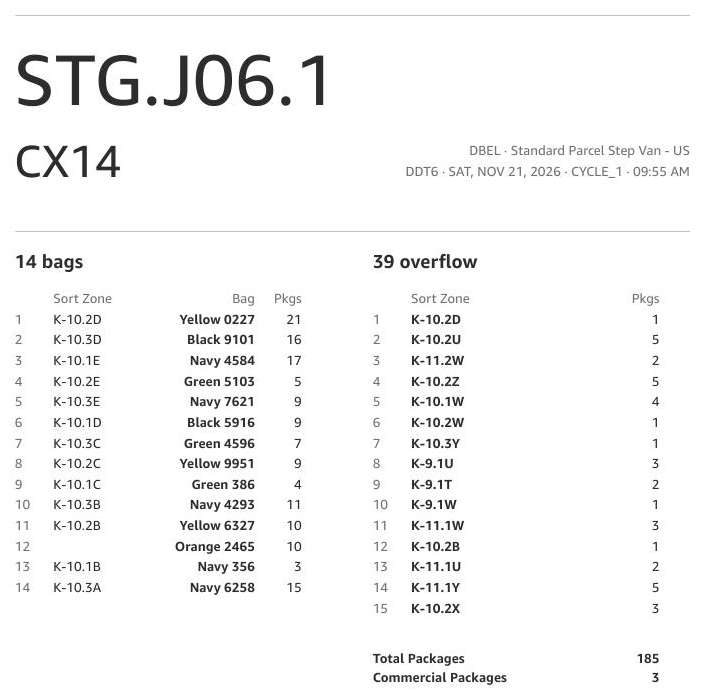 STG.J06.1
CX14
DBEL · Standard Parcel Step Van - US
DDT6 · SAT, NOV 21, 2026 · CYCLE_1 · 09:55 AM
14 bags
Sort Zone Bag Pkgs
1 K-10.2D Yellow 0227 21
2 K-10.3D Black 9101 16
3 K-10.1E Navy 4584 17
4 K-10.2E Green 5103 5
5 K-10.3E Navy 7621 9
6 K-10.1D Black 5916 9
7 K-10.3C Green 4596 7
8 K-10.2C Yellow 9951 9
9 K-10.1C Green 386 4
10 K-10.3B Navy 4293 11
11 K-10.2B Yellow 6327 10
12 Orange 2465 10
13 K-10.1B Navy 356 3
14 K-10.3A Navy 6258 15
39 overflow
Sort Zone Pkgs
1 K-10.2D 1
2 K-10.2U 5
3 K-11.2W 2
4 K-10.2Z 5
5 K-10.1W 4
6 K-10.2W 1
7 K-10.3Y 1
8 K-9.1U 3
9 K-9.1T 2
10 K-9.1W 1
11 K-11.1W 3
12 K-10.2B 1
13 K-11.1U 2
14 K-11.1Y 5
15 K-10.2X 3
Total Packages 185
Commercial Packages 3